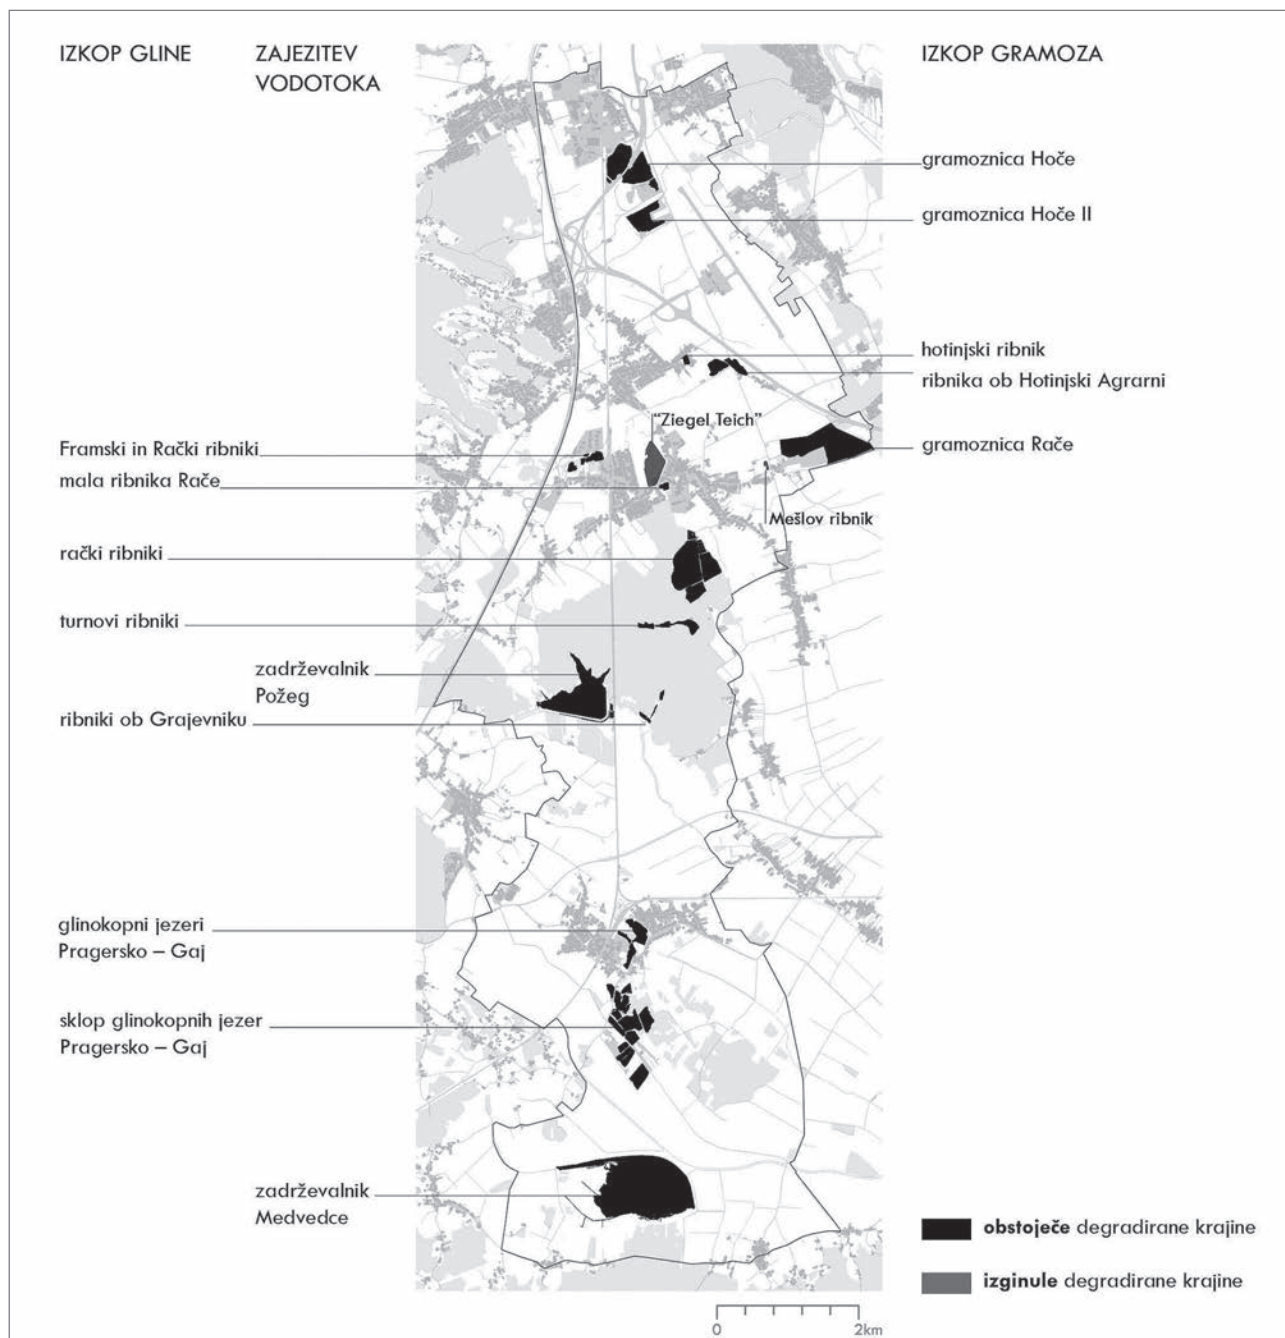 IZKOP GLINE
ZAJEZITEV
VODOTOKA
IZKOP GRAMOZA
gramoznica Hoče
gramoznica Hoče II
hotinjski ribnik
ribnika ob Hotinjski Agrarni
"Ziegel Teich"
Framski in Rački ribniki
gramoznica Rače
mala ribnika Rače
Mešlov ribnik
rački ribniki
turnovi ribniki
zadrževalnik
Požeg
ribniki ob Grajevniku
glinokopni jezeri
Pragersko – Gaj
sklop glinokopnih jezer
Pragersko – Gaj
zadrževalnik
Medvedce
obstoječe degradirane krajine
izginule degradirane krajine
0 2km